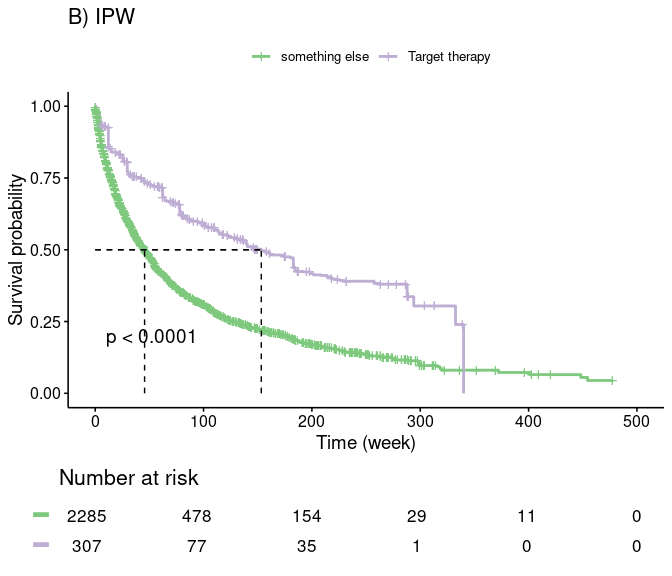 B) IPW
something else Target therapy
Survival probability
1.00
0.75
0.50
0.25
0.00
p < 0.0001
0 100 200 300 400 500
Time (week)
Number at risk
2285 478 154 29 11 0
307 77 35 1 0 0